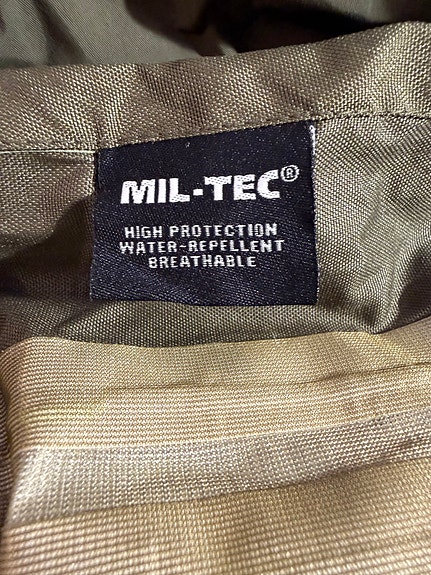 MIL-TEC®
HIGH PROTECTION
WATER-REPELLENT
BREATHABLE